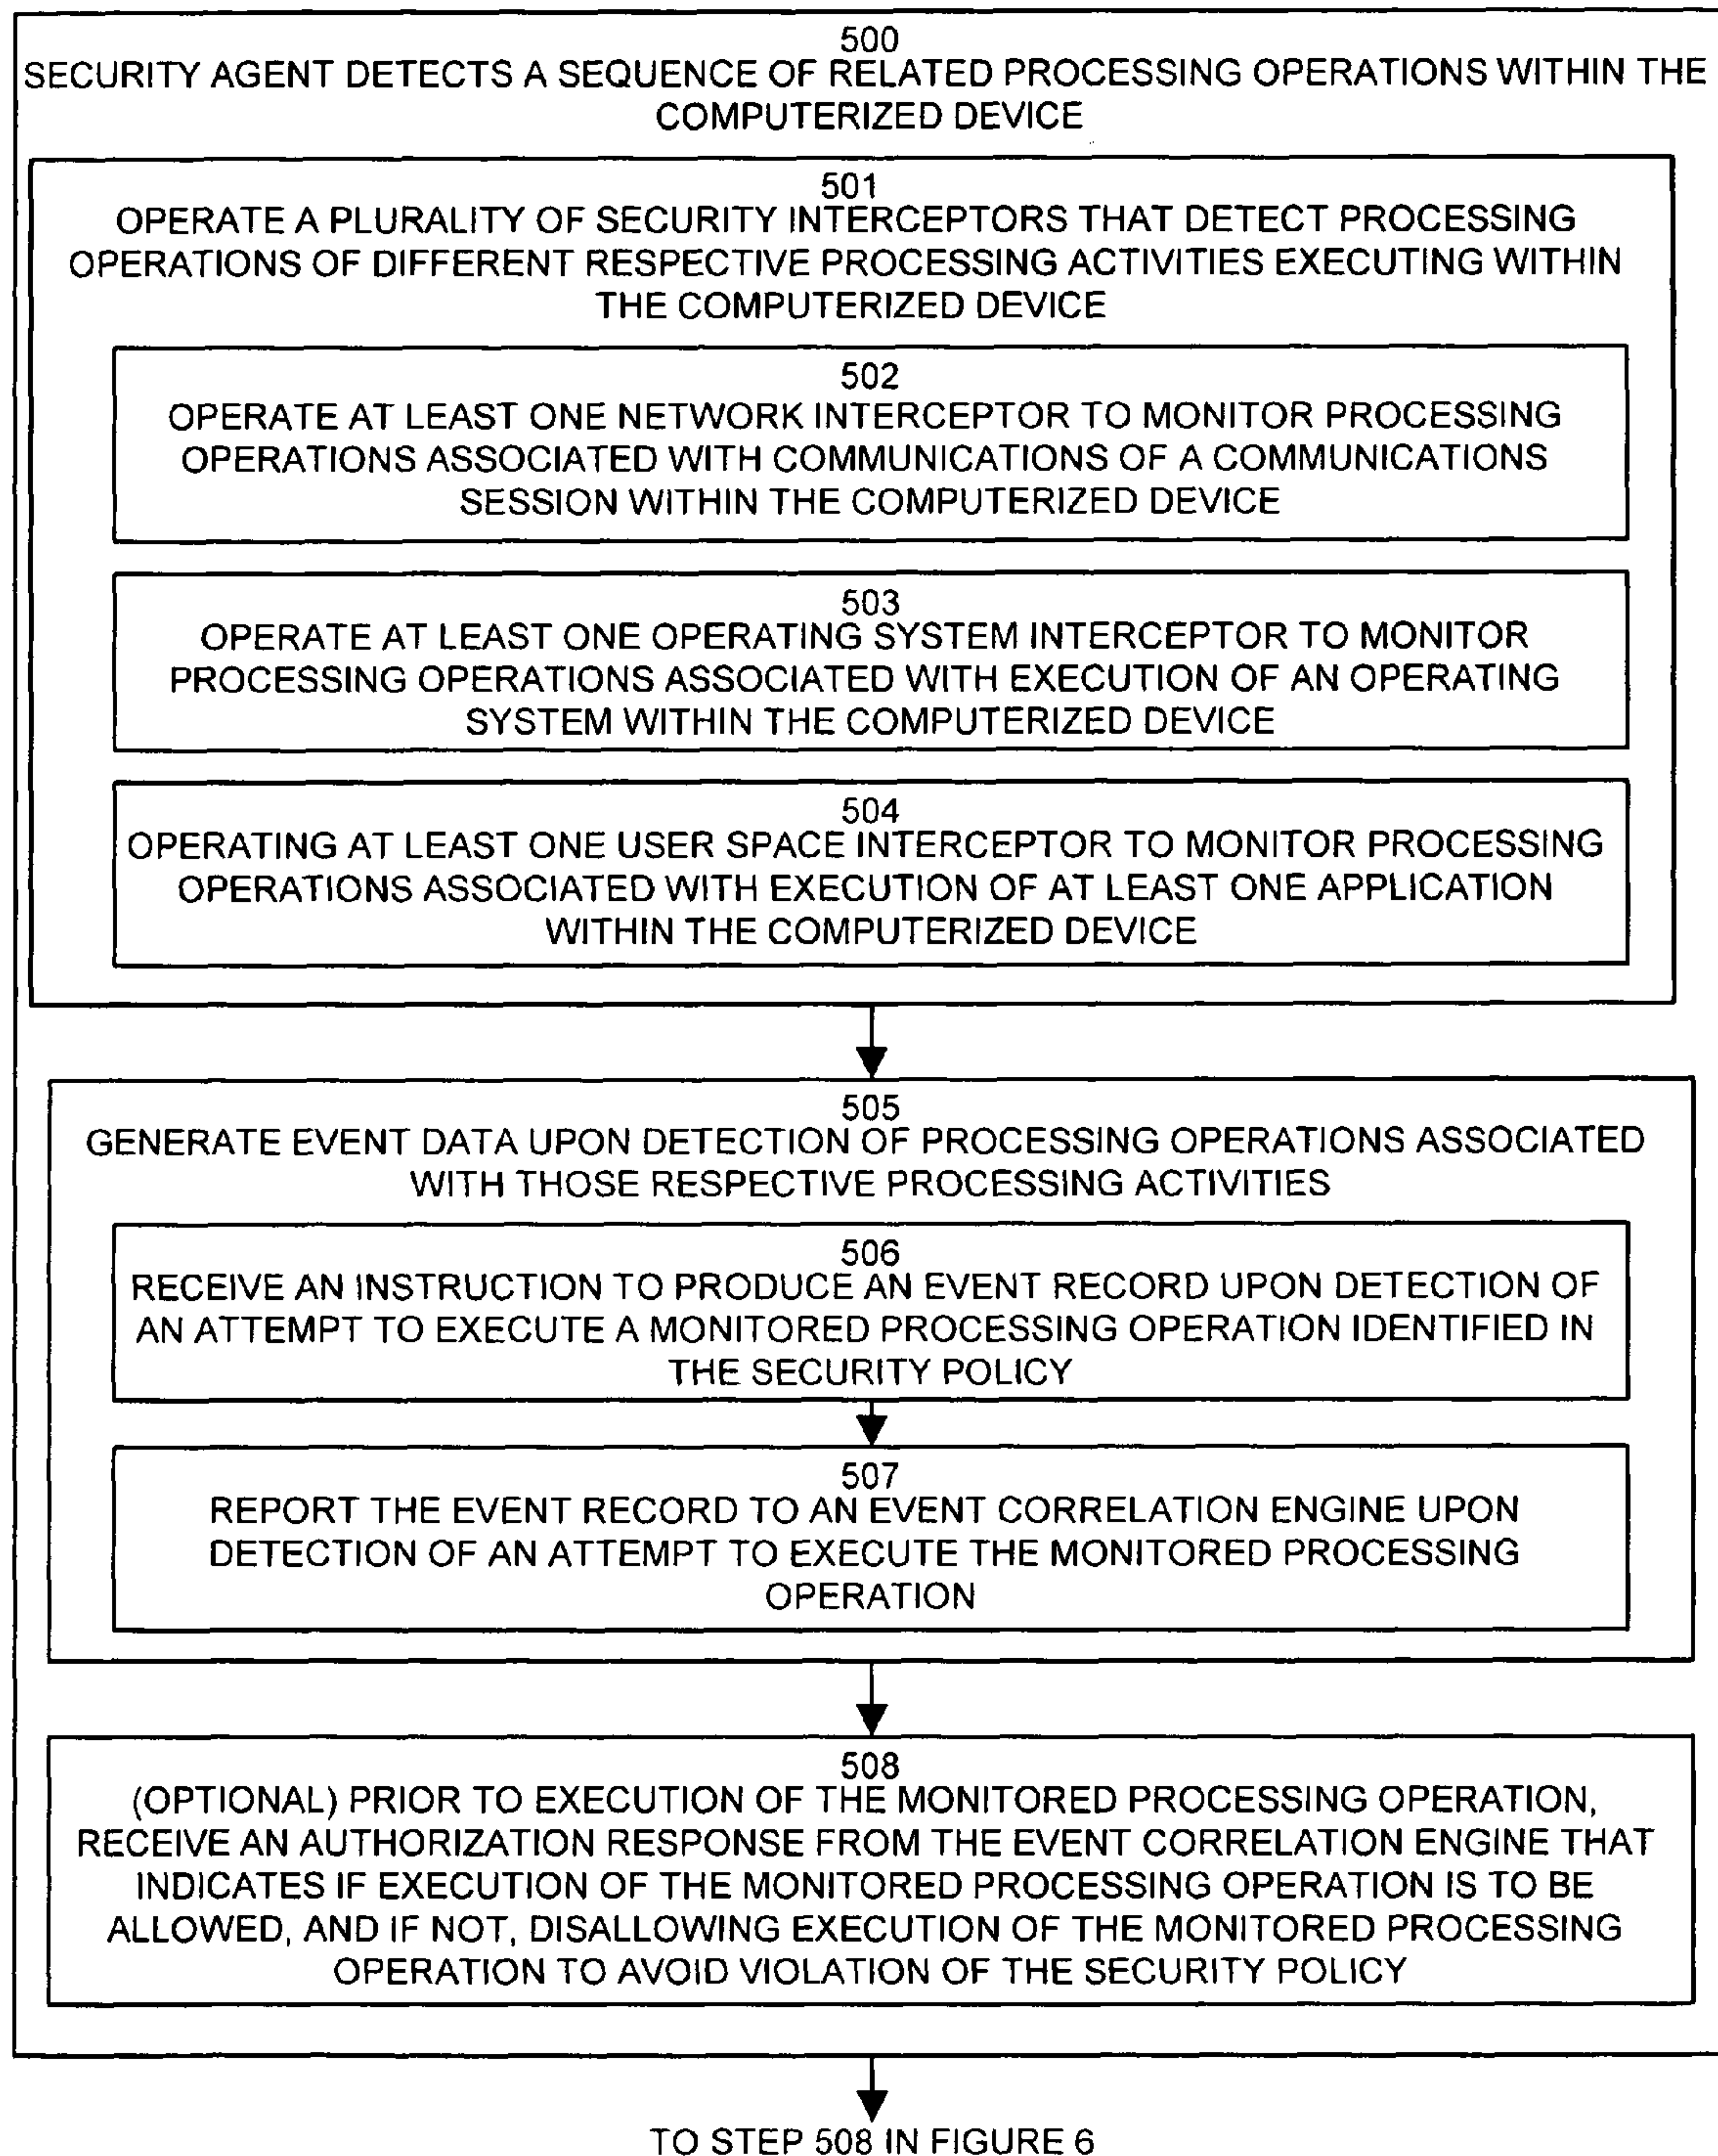 500
SECURITY AGENT DETECTS A SEQUENCE OF RELATED PROCESSING OPERATIONS WITHIN THE
COMPUTERIZED DEVICE
501
OPERATE A PLURALITY OF SECURITY INTERCEPTORS THAT DETECT PROCESSING
OPERATIONS OF DIFFERENT RESPECTIVE PROCESSING ACTIVITIES EXECUTING WITHIN
THE COMPUTERIZED DEVICE
502
OPERATE AT LEAST ONE NETWORK INTERCEPTOR TO MONITOR PROCESSING
OPERATIONS ASSOCIATED WITH COMMUNICATIONS OF A COMMUNICATIONS
SESSION WITHIN THE COMPUTERIZED DEVICE
503
OPERATE AT LEAST ONE OPERATING SYSTEM INTERCEPTOR TO MONITOR
PROCESSING OPERATIONS ASSOCIATED WITH EXECUTION OF AN OPERATING
SYSTEM WITHIN THE COMPUTERIZED DEVICE
504
OPERATING AT LEAST ONE USER SPACE INTERCEPTOR TO MONITOR PROCESSING
OPERATIONS ASSOCIATED WITH EXECUTION OF AT LEAST ONE APPLICATION
WITHIN THE COMPUTERIZED DEVICE
505
GENERATE EVENT DATA UPON DETECTION OF PROCESSING OPERATIONS ASSOCIATED
WITH THOSE RESPECTIVE PROCESSING ACTIVITIES
506
RECEIVE AN INSTRUCTION TO PRODUCE AN EVENT RECORD UPON DETECTION OF
AN ATTEMPT TO EXECUTE A MONITORED PROCESSING OPERATION IDENTIFIED IN
THE SECURITY POLICY
507
REPORT THE EVENT RECORD TO AN EVENT CORRELATION ENGINE UPON
DETECTION OF AN ATTEMPT TO EXECUTE THE MONITORED PROCESSING
OPERATION
508
(OPTIONAL) PRIOR TO EXECUTION OF THE MONITORED PROCESSING OPERATION,
RECEIVE AN AUTHORIZATION RESPONSE FROM THE EVENT CORRELATION ENGINE THAT
INDICATES IF EXECUTION OF THE MONITORED PROCESSING OPERATION IS TO BE
ALLOWED, AND IF NOT, DISALLOWING EXECUTION OF THE MONITORED PROCESSING
OPERATION TO AVOID VIOLATION OF THE SECURITY POLICY
TO STEP 508 IN FIGURE 6